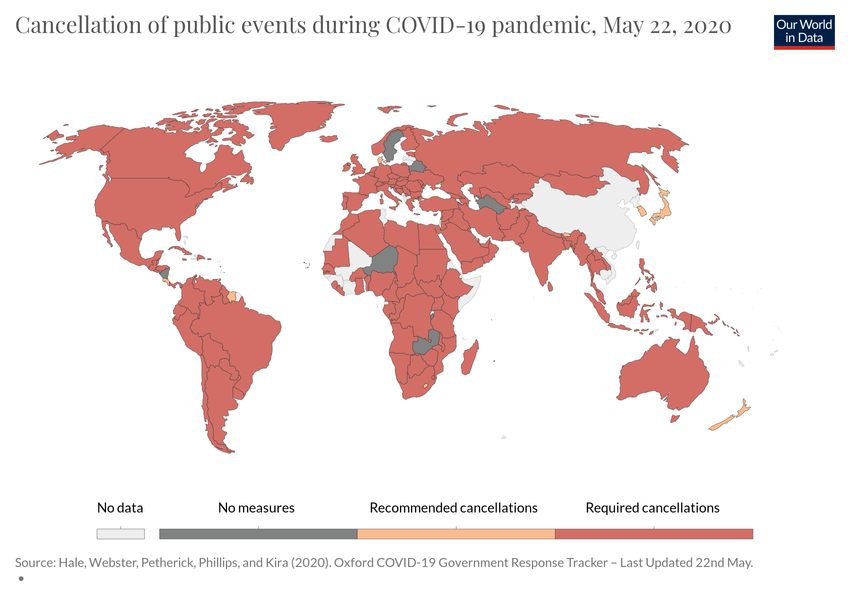 Cancellation of public events during COVID-19 pandemic, May 22, 2020
Our World
in Data
No data
No measures
Recommended cancellations
Required cancellations
Source: Hale, Webster, Petherick, Phillips, and Kira (2020). Oxford COVID-19 Government Response Tracker – Last Updated 22nd May.
•